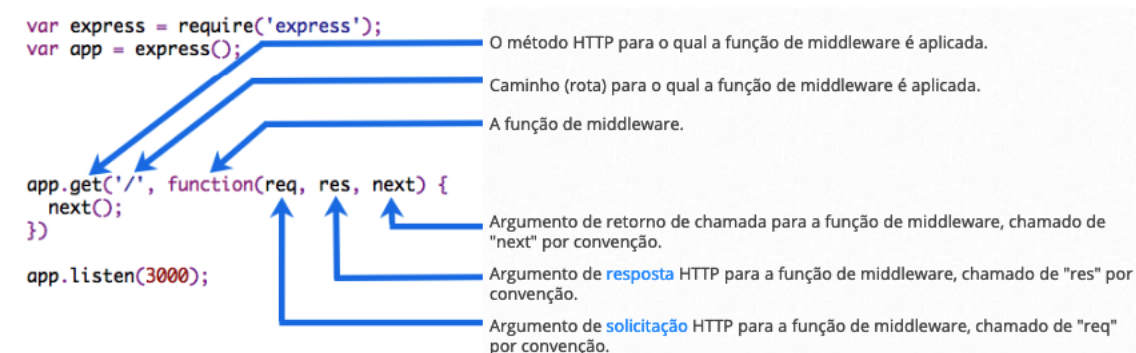 var express = require('express');
var app = express();
O método HTTP para o qual a função de middleware é aplicada.
Caminho (rota) para o qual a função de middleware é aplicada.
A função de middleware.
app.get('/', function(req, res, next) {
  next();
})
app.listen(3000);
Argumento de retorno de chamada para a função de middleware, chamado de
"next" por convenção.
Argumento de resposta HTTP para a função de middleware, chamado de "res" por
convenção.
Argumento de solicitação HTTP para a função de middleware, chamado de "req"
por convenção.